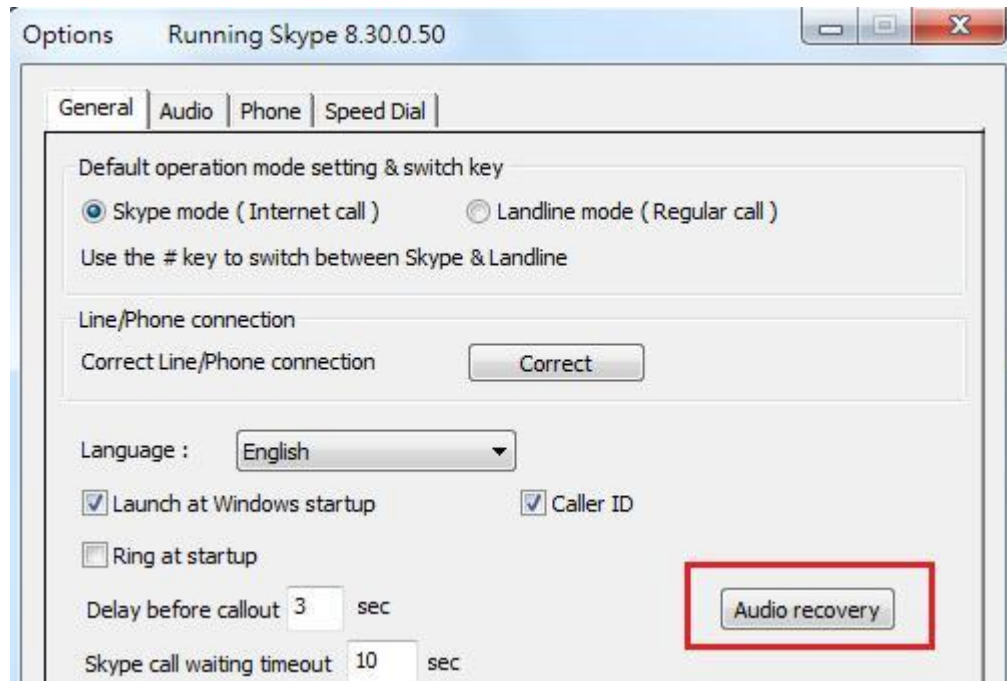 Options Running Skype 8.30.0.50
General Audio Phone Speed Dial
Default operation mode setting & switch key
Skype mode ( Internet call ) Landline mode ( Regular call )
Use the # key to switch between Skype & Landline
Line/Phone connection
Correct Line/Phone connection Correct
Language : English
Launch at Windows startup Caller ID
Ring at startup
Delay before callout 3 sec Audio recovery
Skype call waiting timeout 10 sec